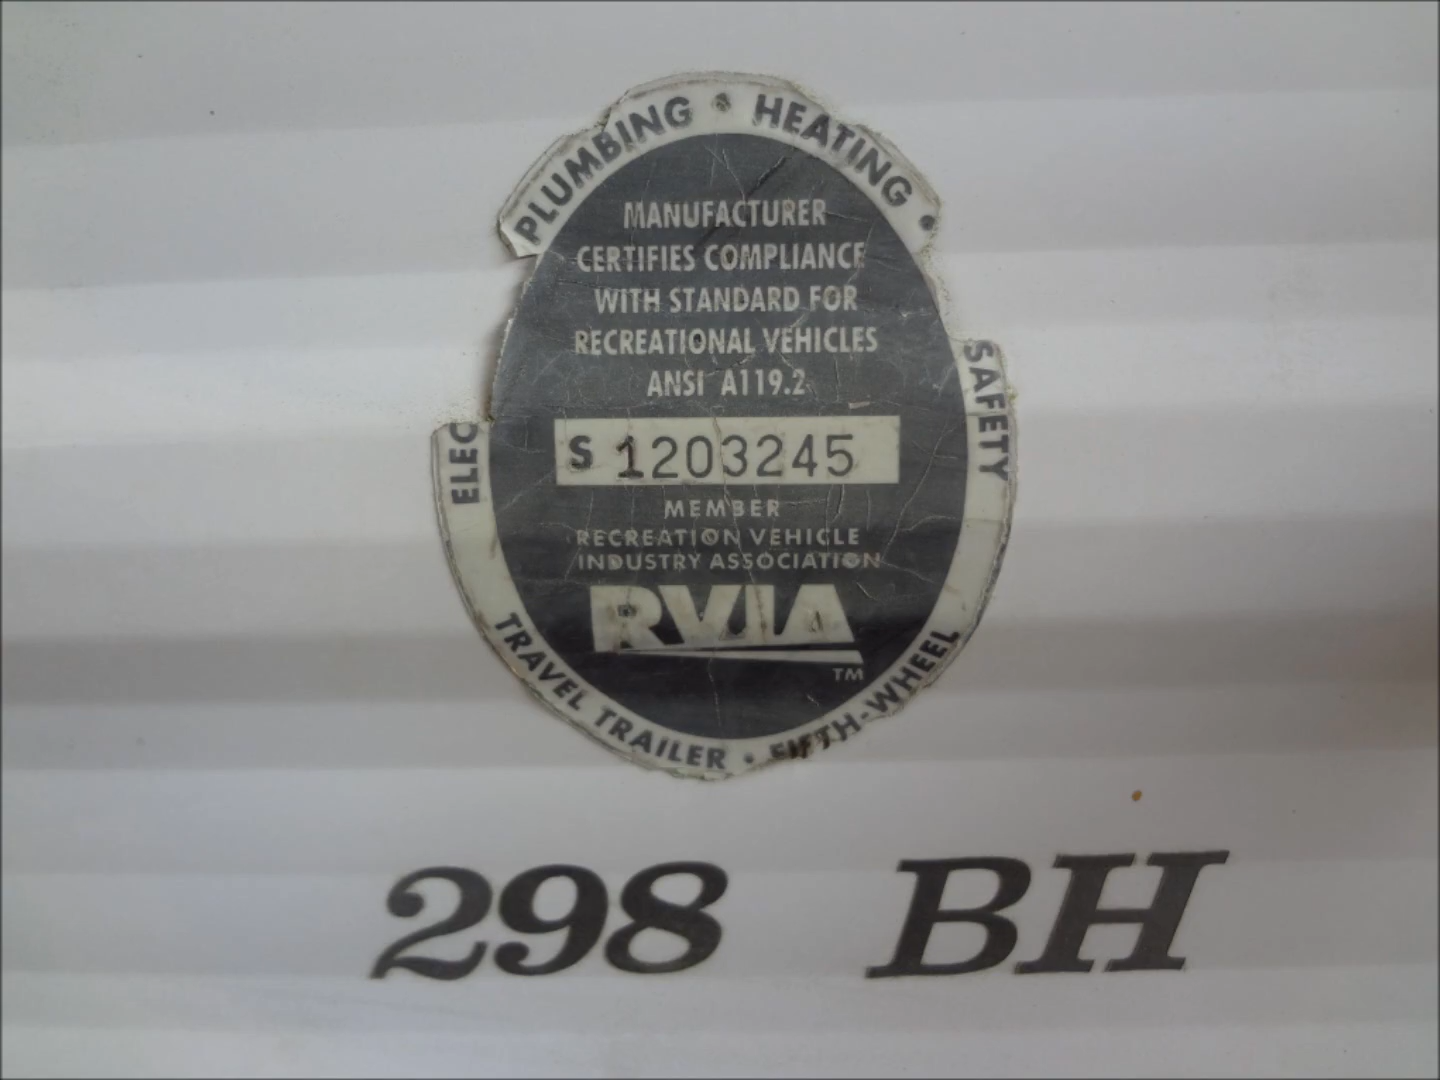 PLUMBING • HEATING •
SAFETY
ELEC
MANUFACTURER
CERTIFIES COMPLIANCE
WITH STANDARD FOR
RECREATIONAL VEHICLES
ANSI A119.2
S 1203245
MEMBER
RECREATION VEHICLE
INDUSTRY ASSOCIATION
RVIA
TM
TRAVEL TRAILER • FIFTH-WHEEL
298 BH